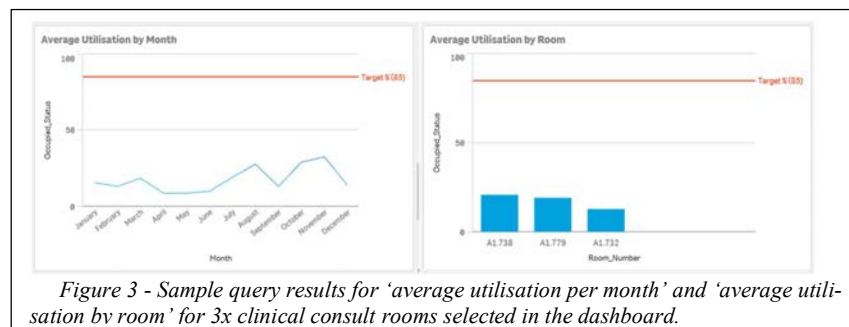 Average Utilisation by Month
100
Target % (85)
50
Occupied_Status
0
January
February
March
April
May
June
July
August
September
October
November
December
Month
Average Utilisation by Room
100
Target % (85)
50
Occupied_Status
0
A1.738
A1.779
A1.732
Room_Number
Figure 3 - Sample query results for ‘average utilisation per month’ and ‘average utili-
sation by room’ for 3x clinical consult rooms selected in the dashboard.